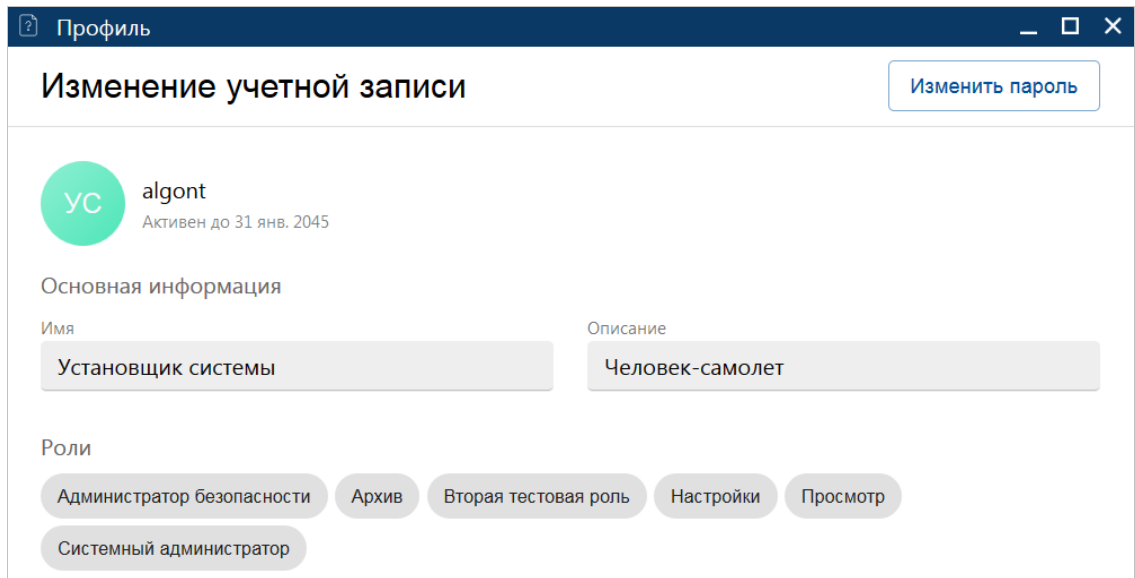 Профиль
Изменение учетной записи
Изменить пароль
УС
algont
Активен до 31 янв. 2045
Основная информация
Имя
Описание
Установщик системы
Человек-самолет
Роли
Администратор безопасности Архив Вторая тестовая роль Настройки Просмотр
Системный администратор